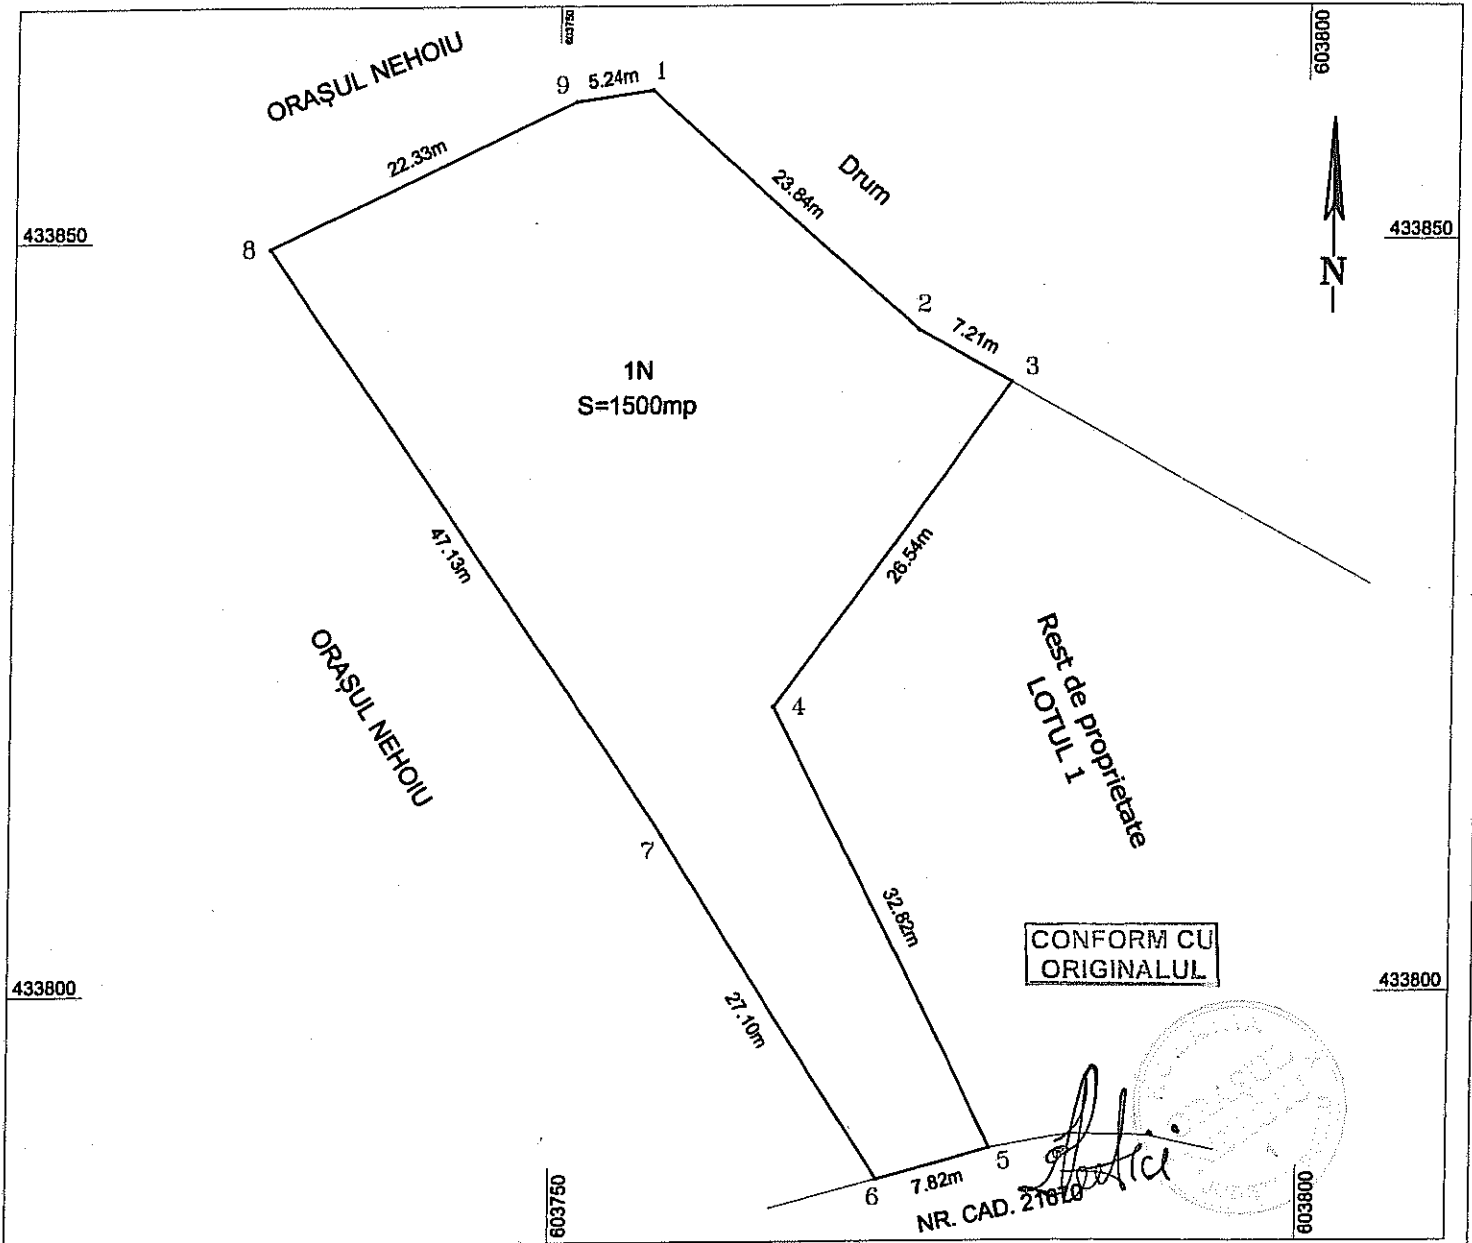 603750
603800
ORAȘUL NEHOIU
9
5.24m
1
22.33m
Drum
23.84m
433850
433850
8
N
2
7.21m
3
1N
S=1500mp
47.13m
26.54m
ORAȘUL NEHOIU
Rest de proprietate
LOTUL 1
4
7
32.82m
CONFORM CU
ORIGINALUL
433800
433800
27.10m
5
6
7.82m
603750
603800
NR. CAD.